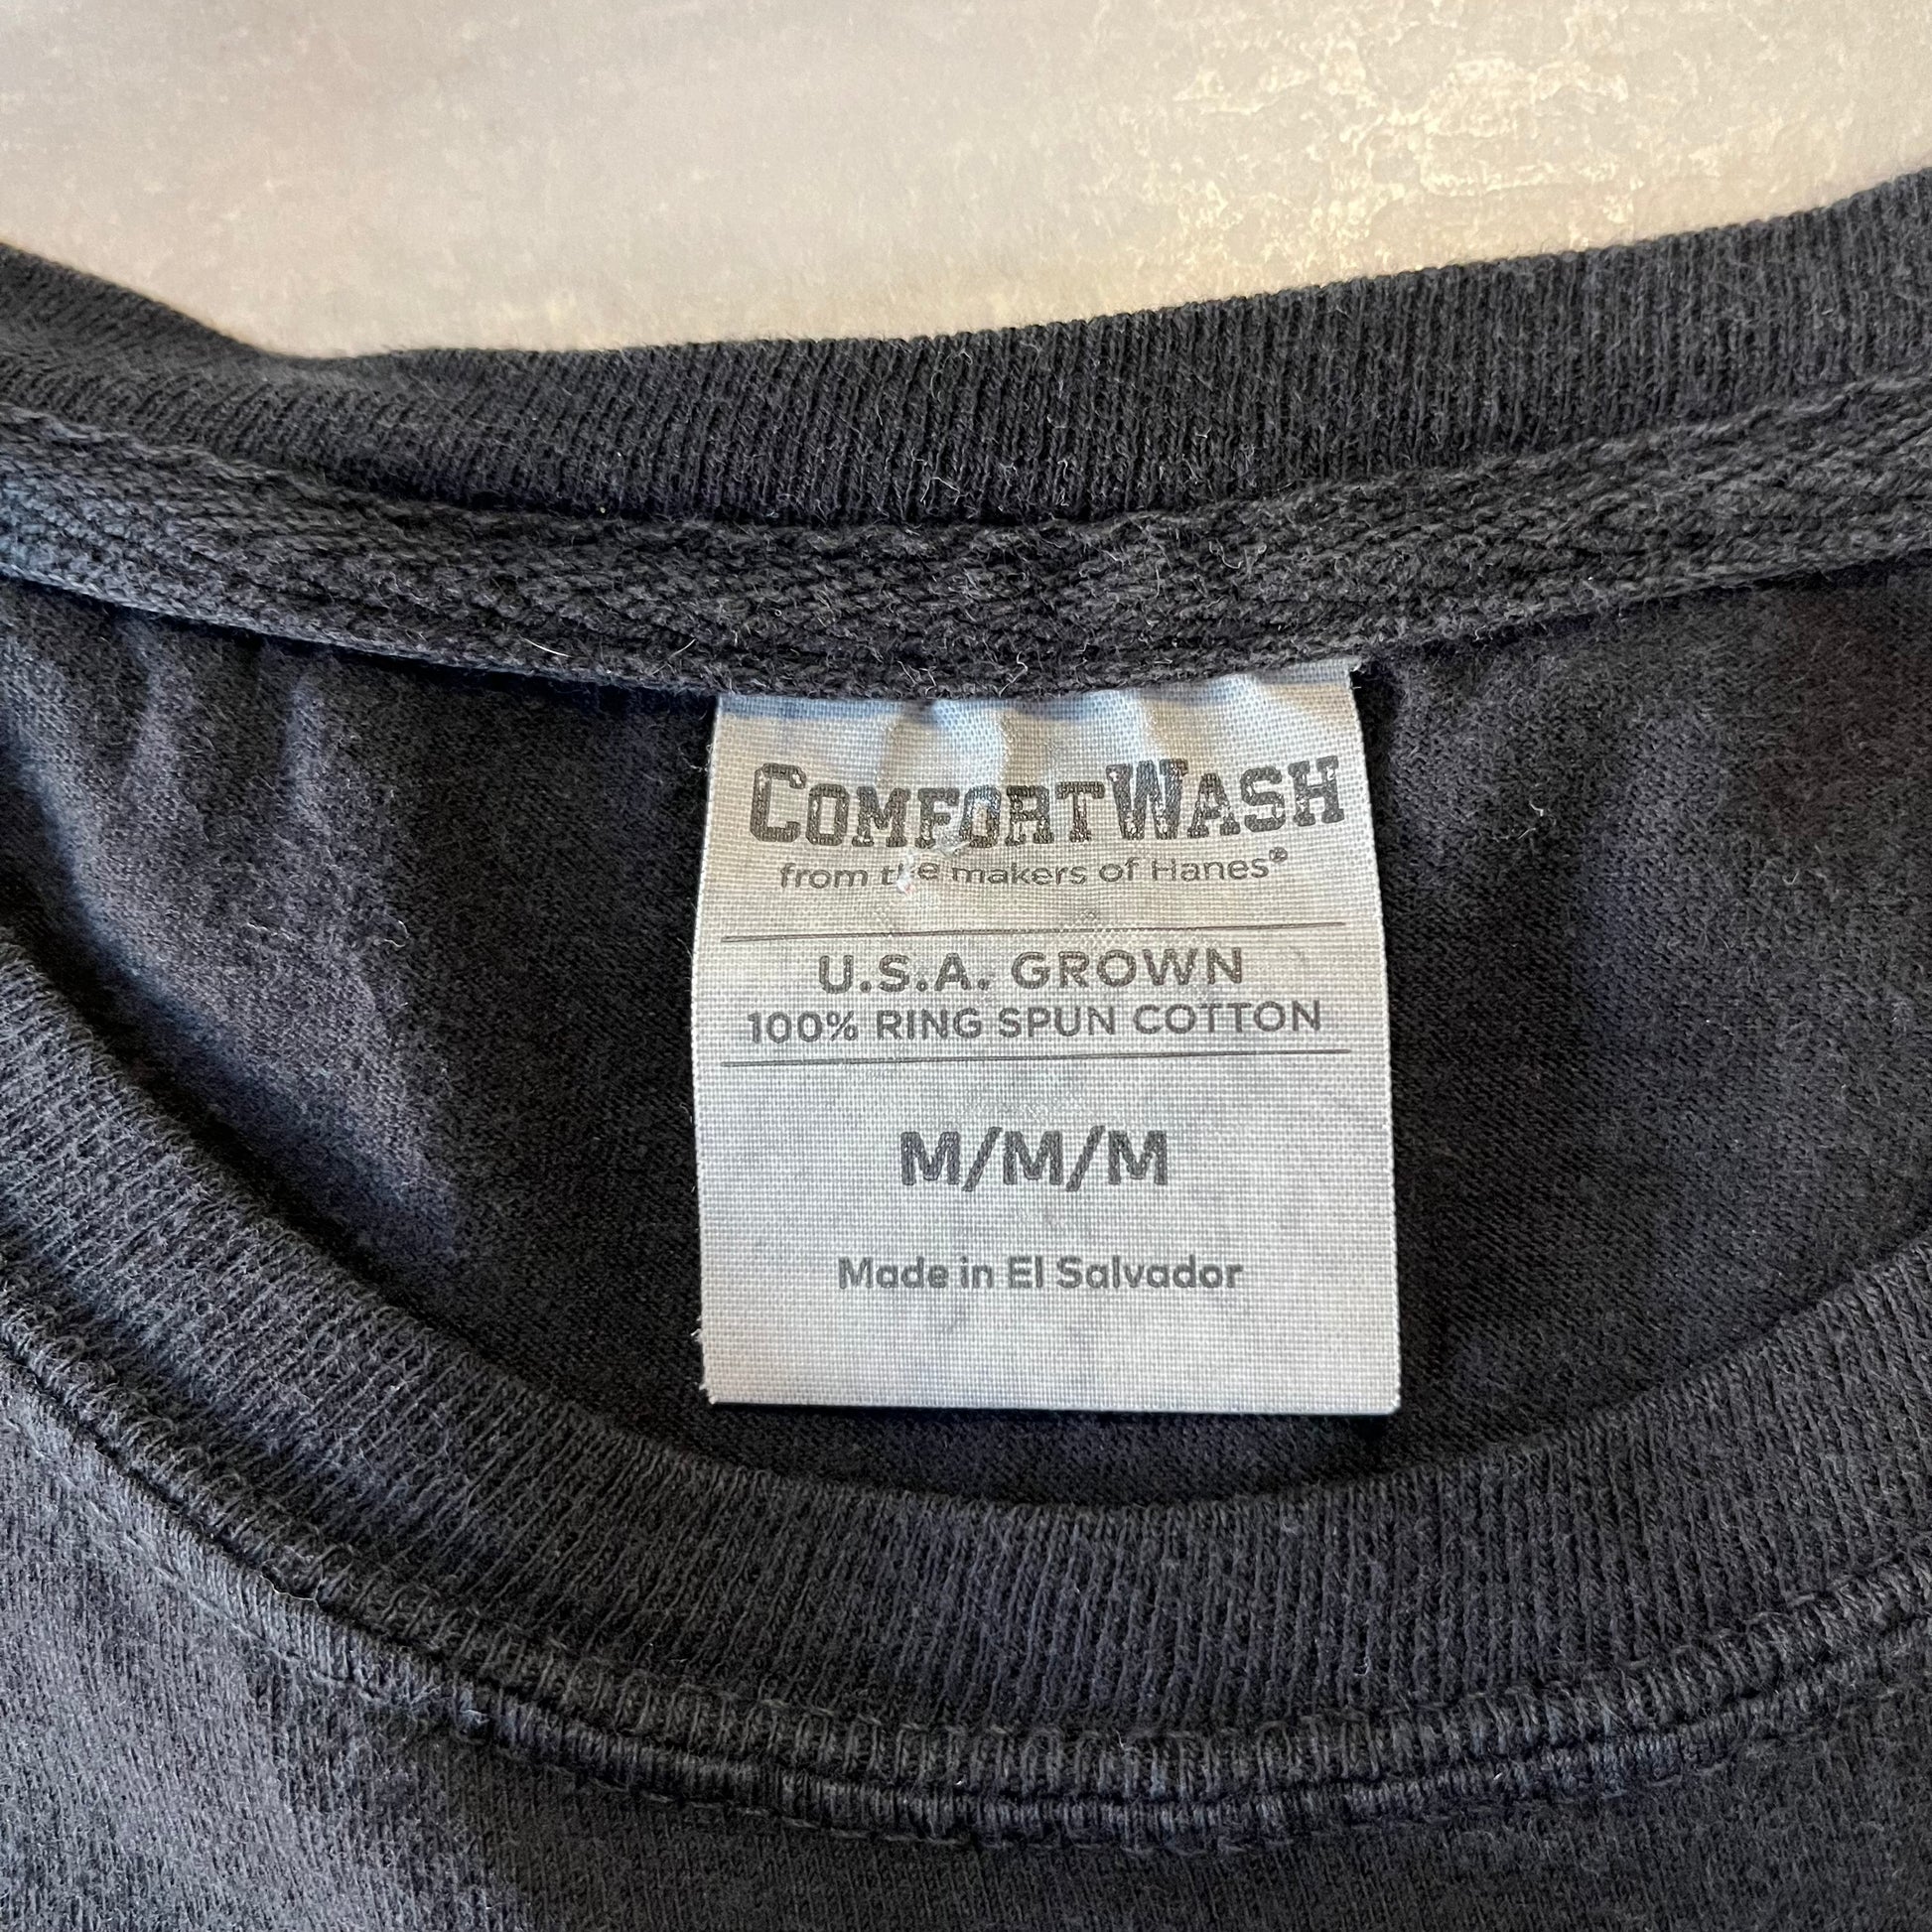 COMFORTWASH
from the makers of Hanes®
U.S.A. GROWN
100% RING SPUN COTTON
M/M/M
Made in El Salvador